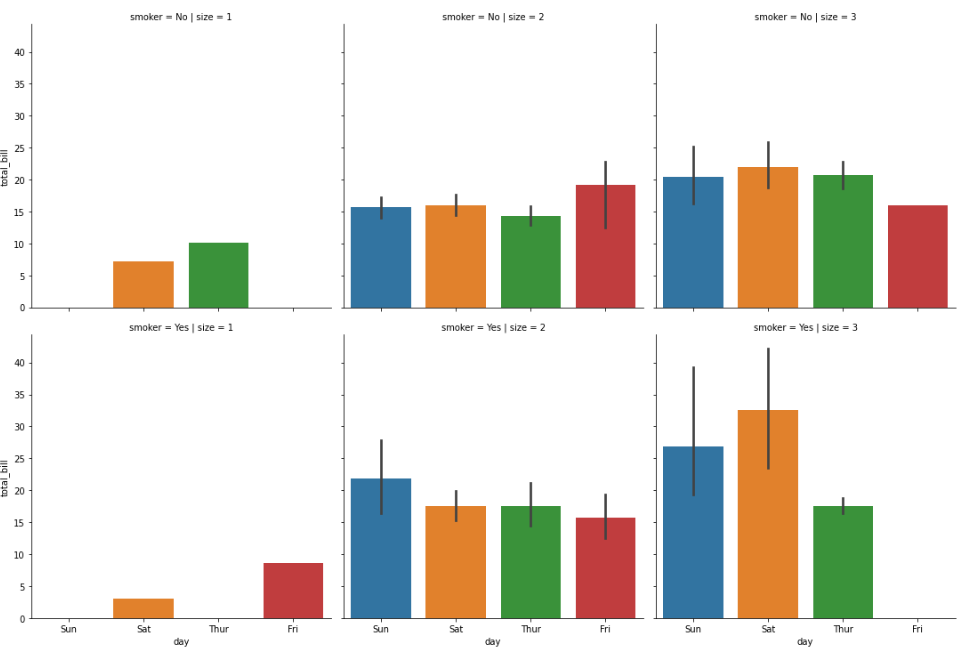 smoker = No | size = 1
smoker = No | size = 2
smoker = No | size = 3
total_bill
40
35
30
25
20
15
10
5
0
smoker = Yes | size = 1
smoker = Yes | size = 2
smoker = Yes | size = 3
total_bill
40
35
30
25
20
15
10
5
0
Sun Sat Thur Fri
day
Sun Sat Thur Fri
day
Sun Sat Thur Fri
day